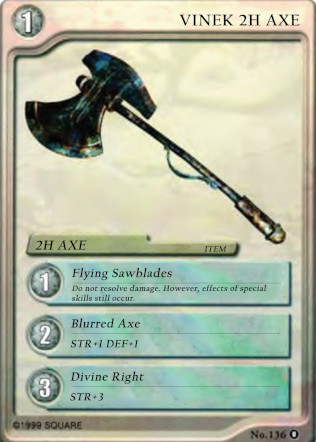 1
VINEK 2H AXE
2H AXE
ITEM
1
Flying Sawblades
Do not resolve damage. However, effects of special
skills still occur.
2
Blurred Axe
STR+1 DEF+1
3
Divine Right
STR+3
©1999 SQUARE
No.136